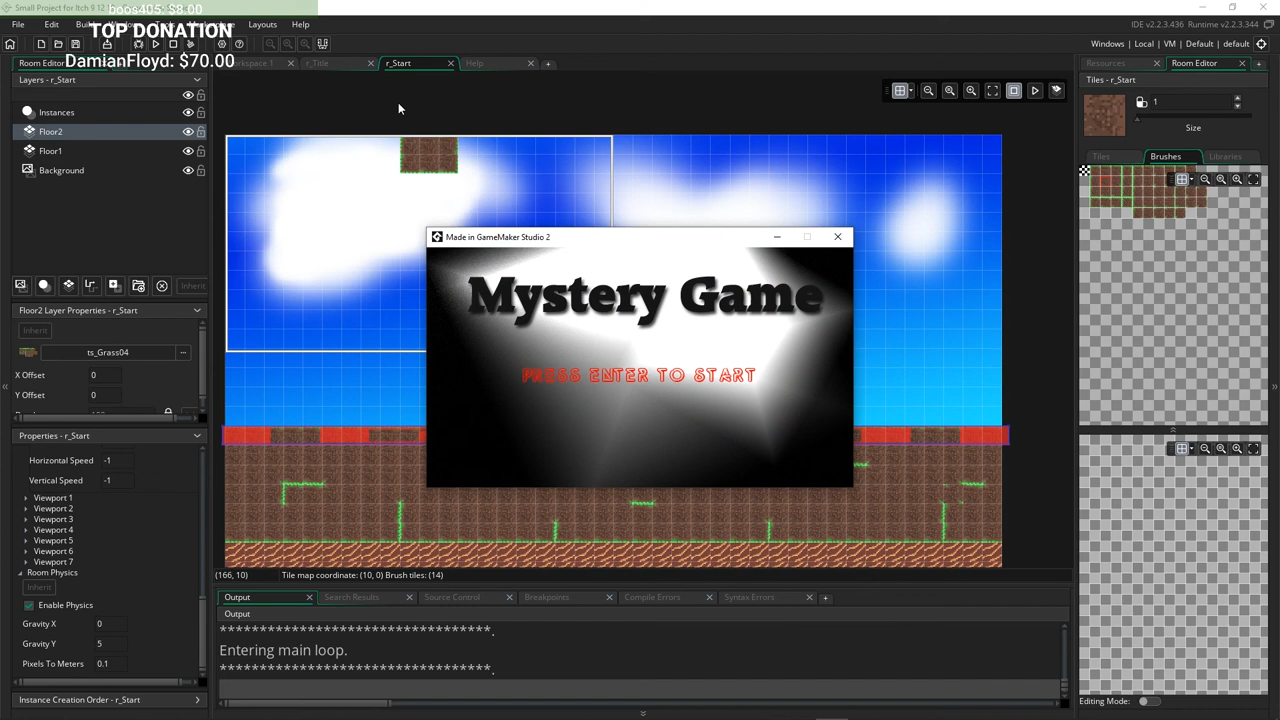 Small Project for Itch 9 12
boos405: $8.00
File Edit Layouts Help
TOP DONATION
IDE v2.2.3.436 Runtime v2.2.3.344
Windows | Local | VM | Default | default
DamianFloyd: $70.00
Room Editor
r_Title
r_Start
Help
Resources
Room Editor
Layers - r_Start
Tiles - r_Start
1
Size
Instances
Floor2
Floor1
Background
Tiles Brushes Libraries
Made in GameMaker Studio 2
Mystery Game
PRESS ENTER TO START
Inherit
Floor2 Layer Properties - r_Start
Inherit
ts_Grass04
X Offset 0
Y Offset 0
Properties - r_Start
Horizontal Speed -1
Vertical Speed -1
Viewport 1
Viewport 2
Viewport 3
Viewport 4
Viewport 5
Viewport 6
Viewport 7
Room Physics
Inherit
Enable Physics
Gravity X 0
Gravity Y 5
Pixels To Meters 0.1
Instance Creation Order - r_Start
(166, 10) Tile map coordinate: (10, 0) Brush tiles: (14)
Output Search Results Source Control Breakpoints Compile Errors Syntax Errors
Output
***********************************.
Entering main loop.
***********************************.
Editing Mode: